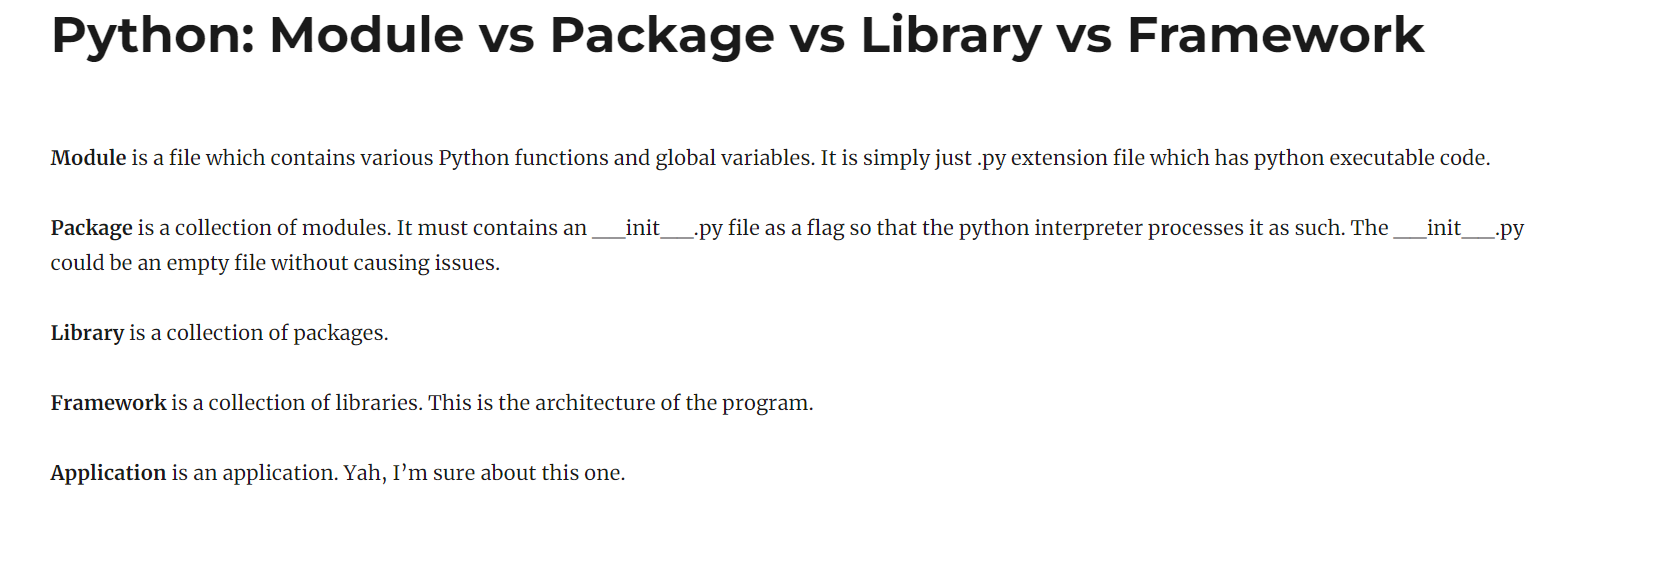 Python: Module vs Package vs Library vs Framework
Module is a file which contains various Python functions and global variables. It is simply just .py extension file which has python executable code.
Package is a collection of modules. It must contains an __init__.py file as a flag so that the python interpreter processes it as such. The __init__.py
could be an empty file without causing issues.
Library is a collection of packages.
Framework is a collection of libraries. This is the architecture of the program.
Application is an application. Yah, I’m sure about this one.